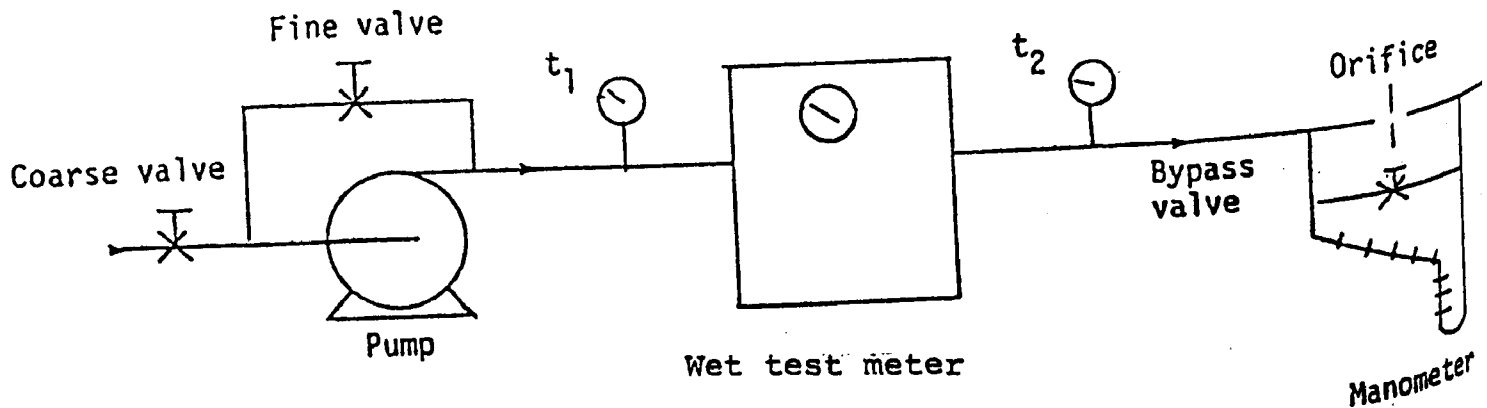 Fine valve
t1
t2
Orifice
Coarse valve
Bypass
valve
Pump
Wet test meter
Manometer